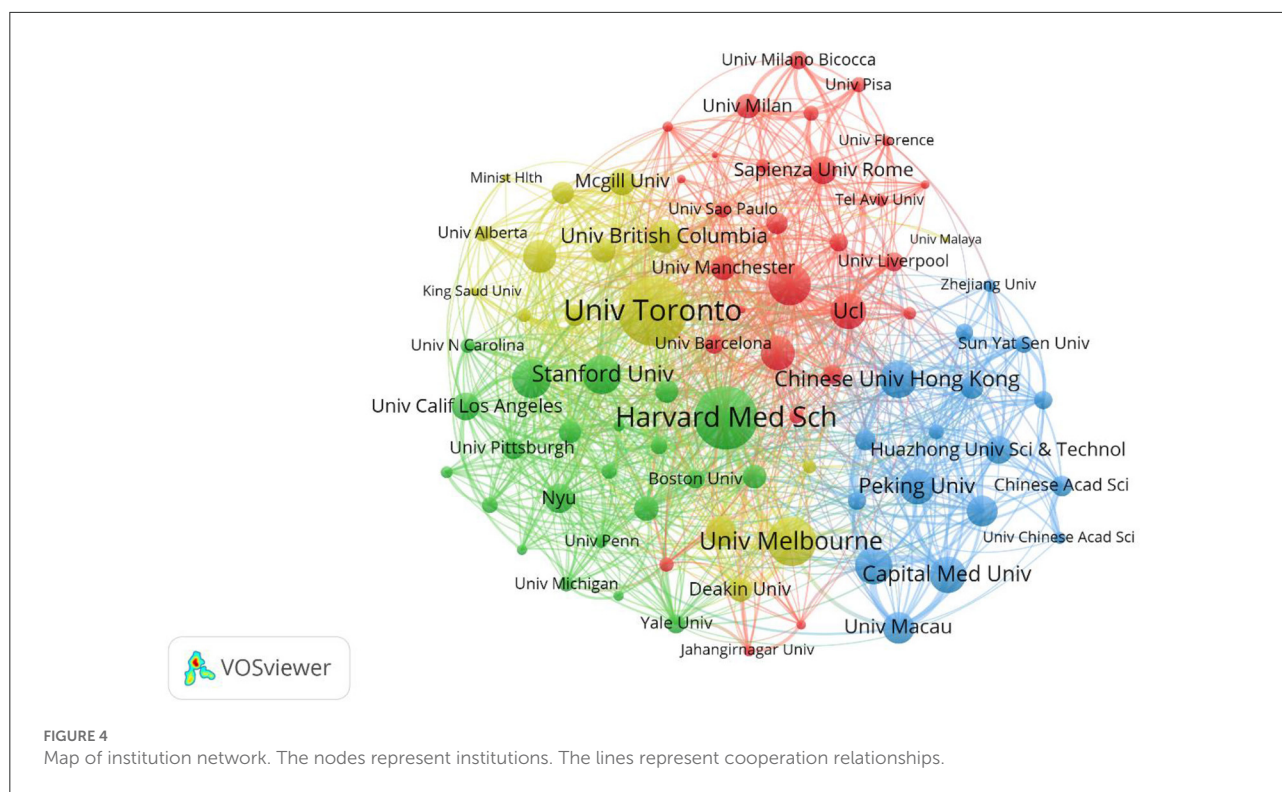 Univ Milano Bicocca
Univ Pisa
Univ Milan
Univ Florence
Sapienza Univ Rome
Minist Hlth
Mcgill Univ
Tel Aviv Univ
Univ Sao Paulo
Univ Alberta
Univ British Columbia
Univ Malaya
Univ Manchester
Univ Liverpool
King Saud Univ
Zhejiang Univ
Univ Toronto
Ucl
Univ N Carolina
Univ Barcelona
Sun Yat Sen Univ
Stanford Univ
Chinese Univ Hong Kong
Univ Calif Los Angeles
Harvard Med Sch
Univ Pittsburgh
Huazhong Univ Sci & Technol
Boston Univ
Peking Univ
Chinese Acad Sci
Nyu
Univ Penn
Univ Melbourne
Univ Chinese Acad Sci
Univ Michigan
Deakin Univ
Capital Med Univ
Yale Univ
Univ Macau
Jahangirnagar Univ
VOSviewer
FIGURE 4
Map of institution network. The nodes represent institutions. The lines represent cooperation relationships.